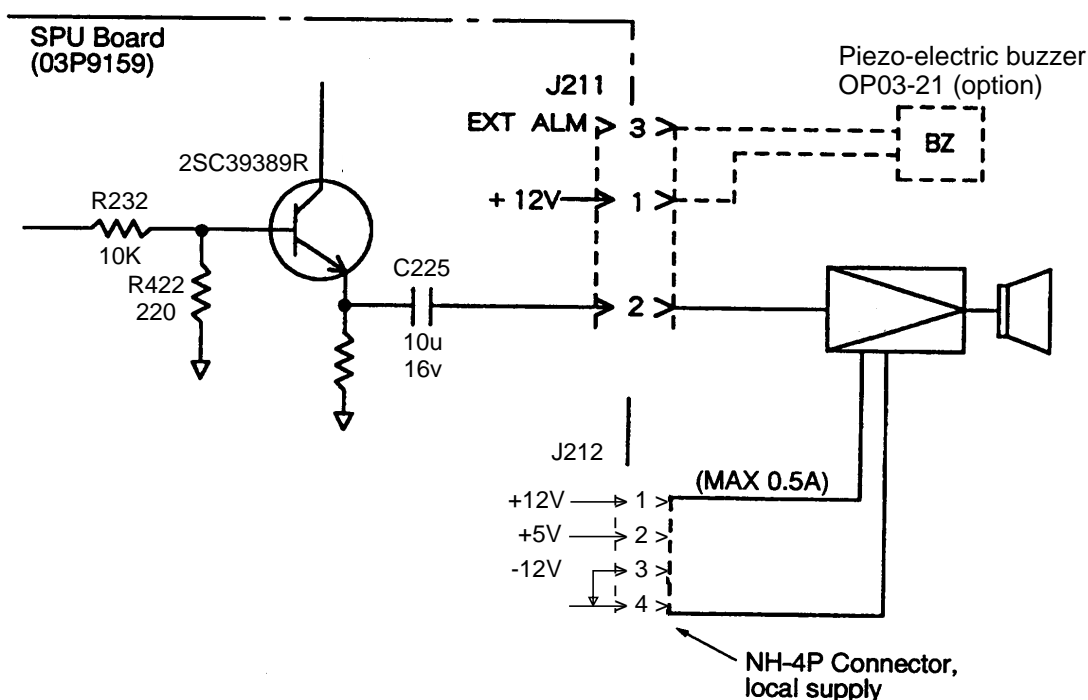 SPU Board
(03P9159)
Piezo-electric buzzer
OP03-21 (option)
J211
EXT ALM
3
BZ
2SC39389R
+ 12V
1
R232
10K
R422
220
C225
10u
16v
2
J212
(MAX 0.5A)
+12V
1
+5V
2
-12V
3
4
NH-4P Connector,
local supply